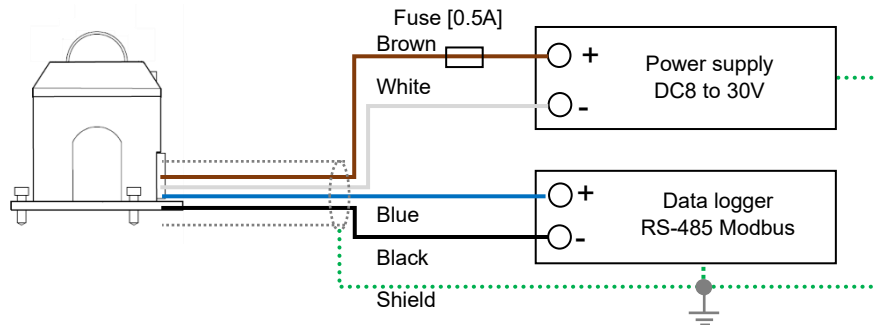 Fuse [0.5A]
Brown
+
Power supply
DC8 to 30V
White
-
+
Data logger
RS-485 Modbus
Blue
-
Black
Shield